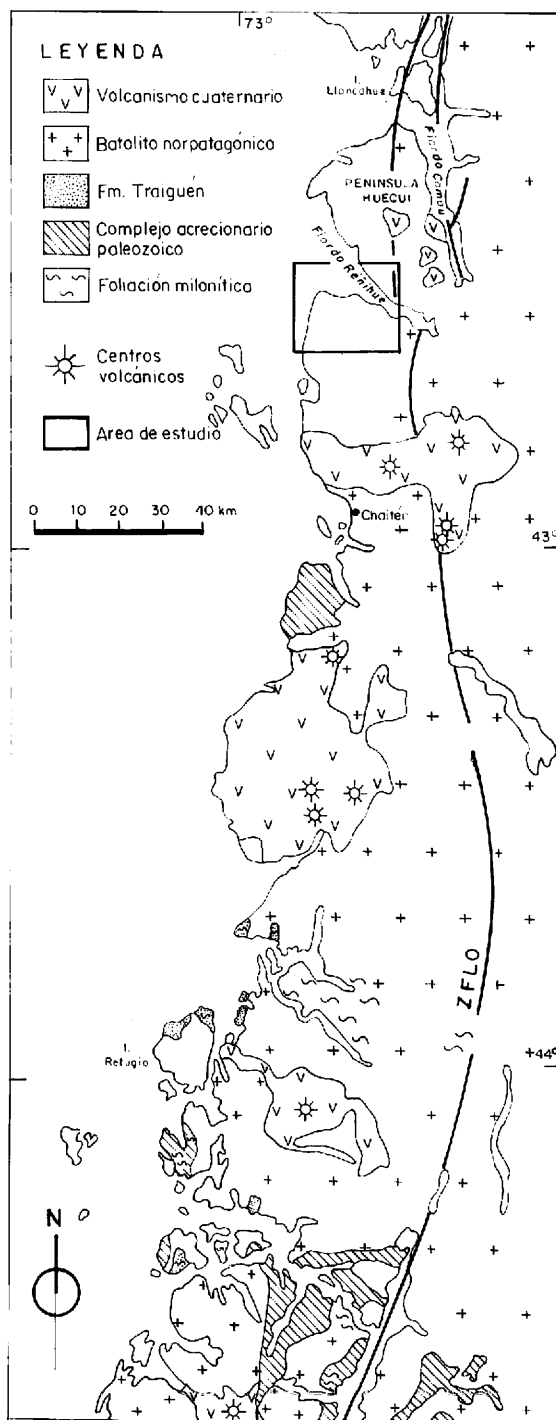 73°
LEYENDA
Volcanismo cuaternario
Batolito norpatagónico
Fm. Traiguén
Complejo acrecionario
paleozoico
Foliación milonítica
Centros
volcánicos
Area de estudio
0 10 20 30 40 km
I.
Llancahue
Fiordo Comau
PENINSULA
HUEQUI
Fiordo Reñihue
Chaitén
43°
ZFLO
I.
Refugio
44°
N